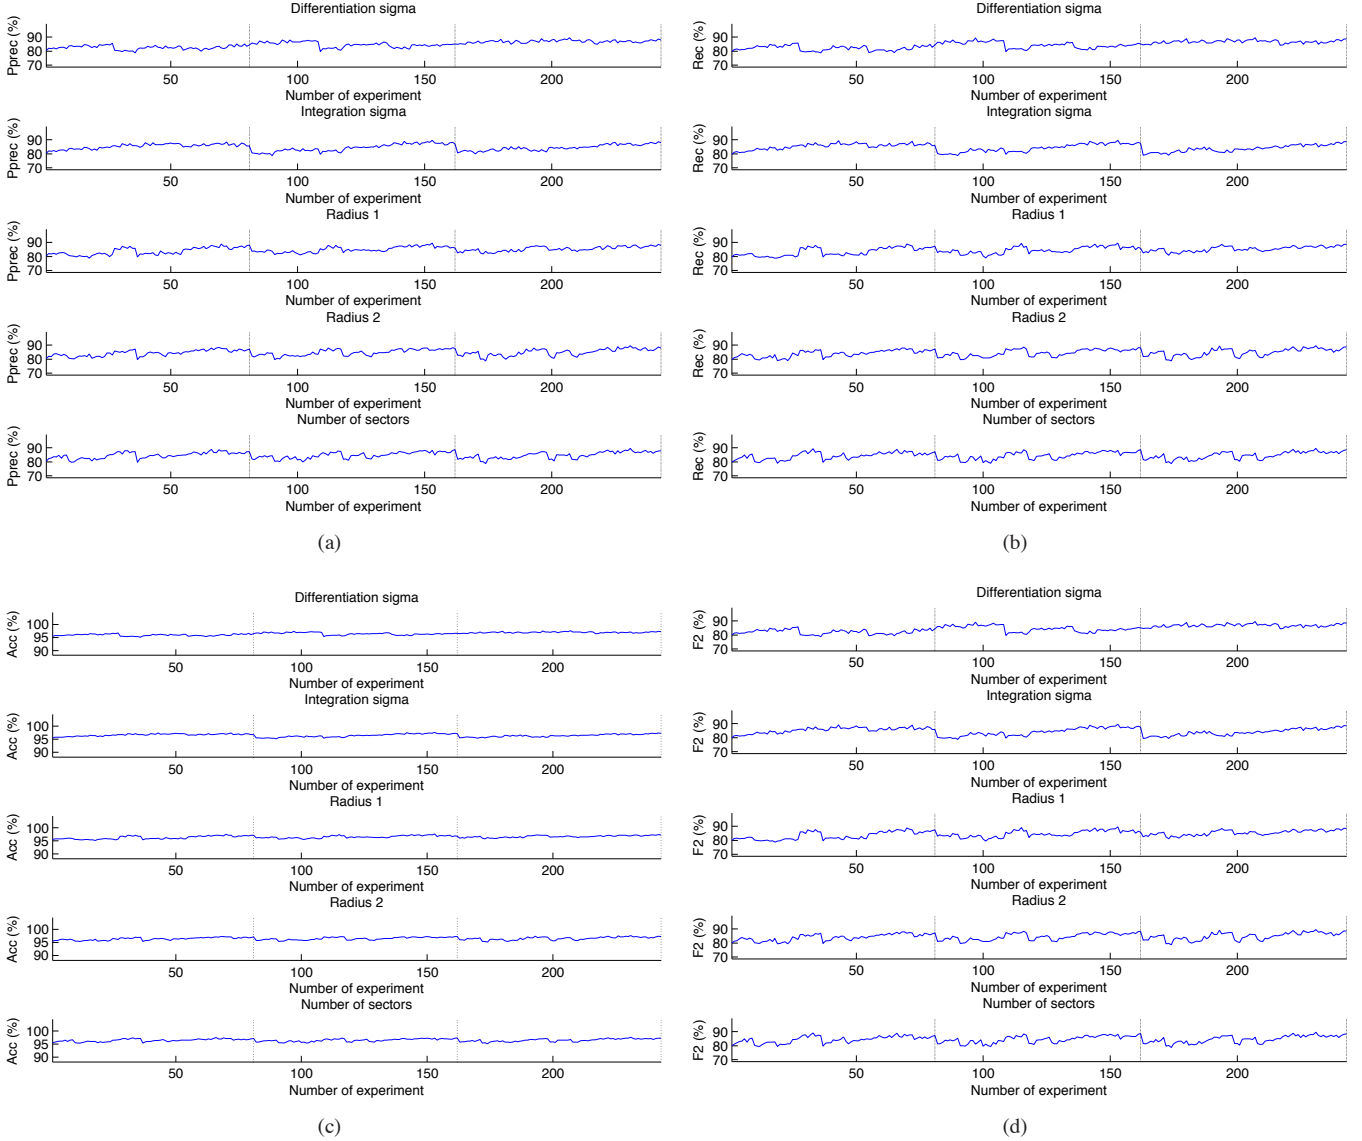 Differentiation sigma
Pprec (%)
90
80
70
50 100 150 200
Number of experiment
Integration sigma
Pprec (%)
90
80
70
50 100 150 200
Number of experiment
Radius 1
Pprec (%)
90
80
70
50 100 150 200
Number of experiment
Radius 2
Pprec (%)
90
80
70
50 100 150 200
Number of experiment
Number of sectors
Pprec (%)
90
80
70
50 100 150 200
Number of experiment
(a)
Differentiation sigma
Rec (%)
90
80
70
50 100 150 200
Number of experiment
Integration sigma
Rec (%)
90
80
70
50 100 150 200
Number of experiment
Radius 1
Rec (%)
90
80
70
50 100 150 200
Number of experiment
Radius 2
Rec (%)
90
80
70
50 100 150 200
Number of experiment
Number of sectors
Rec (%)
90
80
70
50 100 150 200
Number of experiment
(b)
Differentiation sigma
Acc (%)
100
95
90
50 100 150 200
Number of experiment
Integration sigma
Acc (%)
100
95
90
50 100 150 200
Number of experiment
Radius 1
Acc (%)
100
95
90
50 100 150 200
Number of experiment
Radius 2
Acc (%)
100
95
90
50 100 150 200
Number of experiment
Number of sectors
Acc (%)
100
95
90
50 100 150 200
Number of experiment
(c)
Differentiation sigma
F2 (%)
90
80
70
50 100 150 200
Number of experiment
Integration sigma
F2 (%)
90
80
70
50 100 150 200
Number of experiment
Radius 1
F2 (%)
90
80
70
50 100 150 200
Number of experiment
Radius 2
F2 (%)
90
80
70
50 100 150 200
Number of experiment
Number of sectors
F2 (%)
90
80
70
50 100 150 200
Number of experiment
(d)